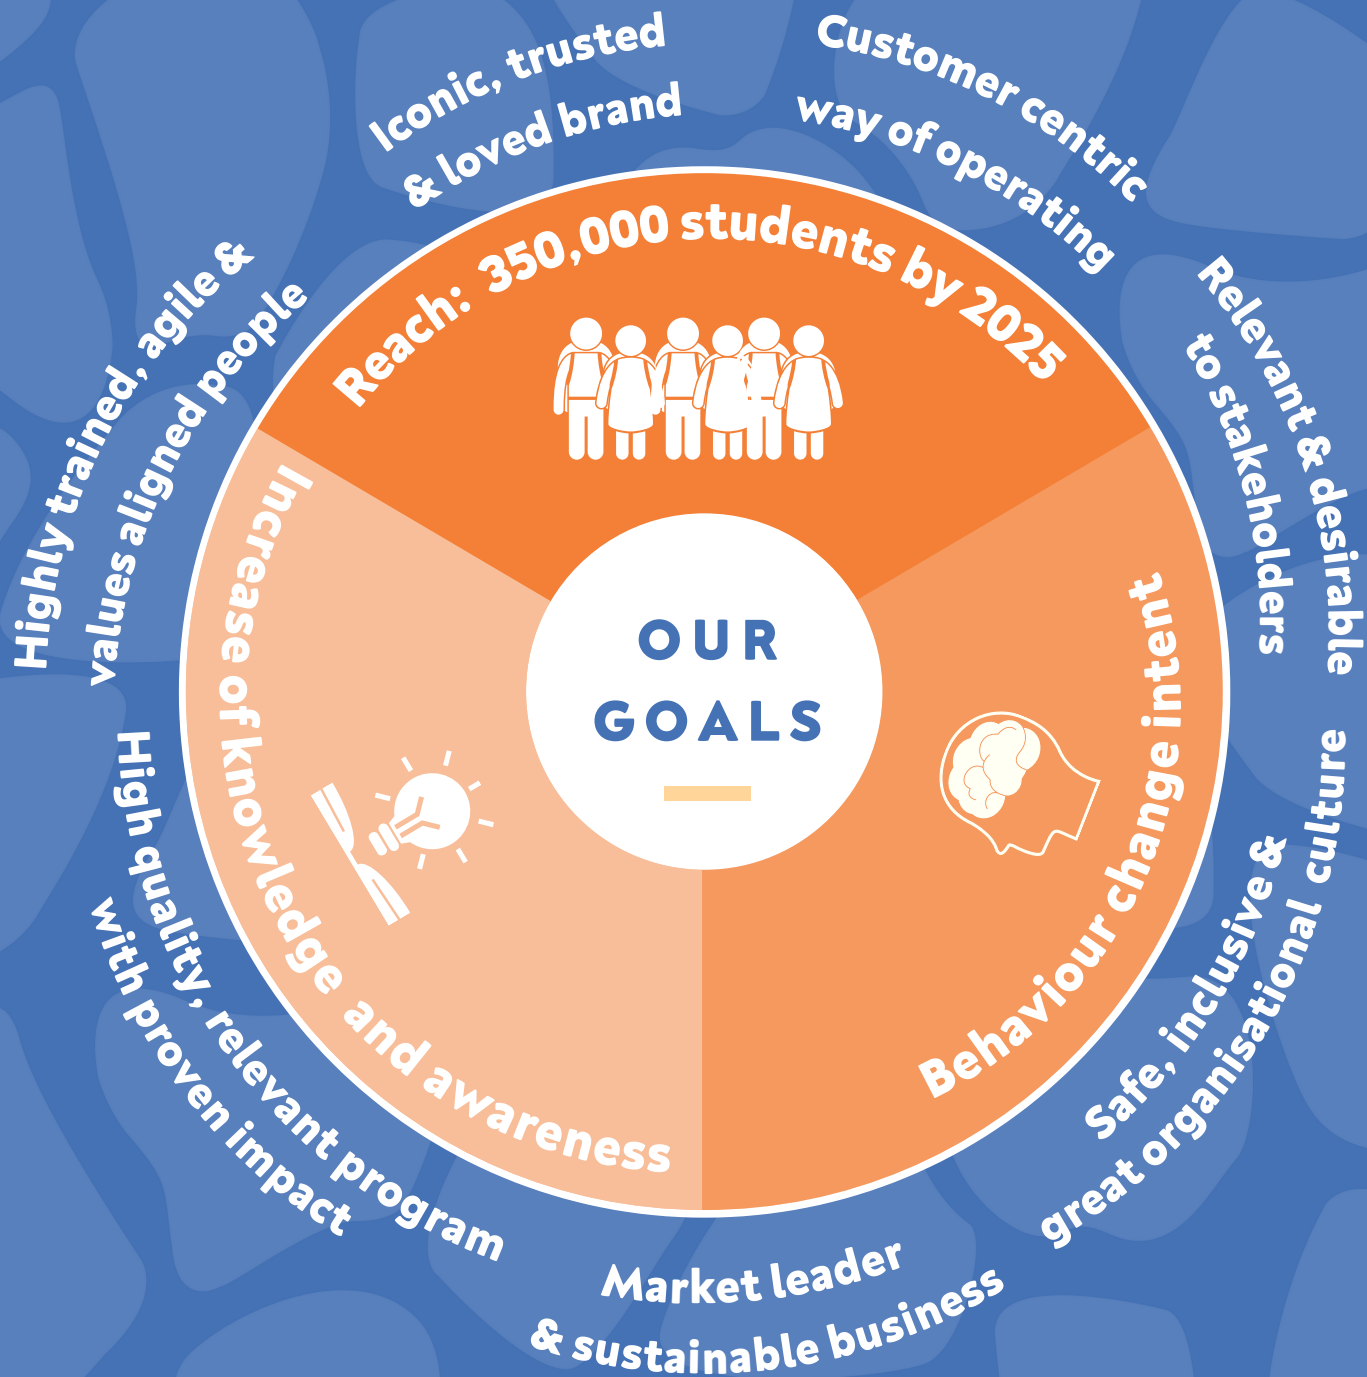 Iconic, trusted
& loved brand
Customer centric
way of operating
Relevant & desirable
to stakeholders
Safe, inclusive &
great organisational culture
Market leader
& sustainable business
High quality, relevant program
with proven impact
Highly trained, agile &
values aligned people
Reach: 350,000 students by 2025
Behaviour change intent
Increase of knowledge and awareness
OUR
GOALS